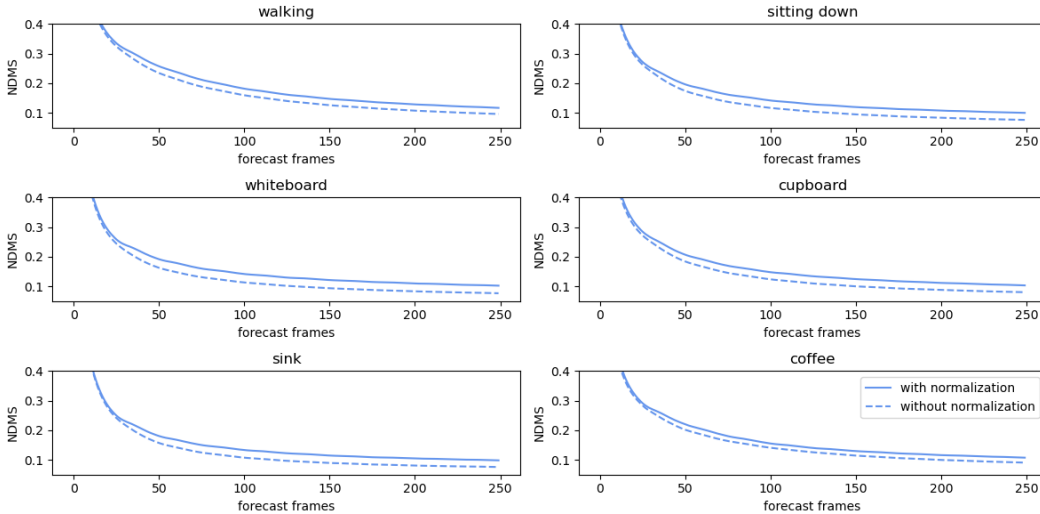 walking
0.4
0.3
0.2
0.1
NDMS
0 50 100 150 200 250
forecast frames
sitting down
0.4
0.3
0.2
0.1
NDMS
0 50 100 150 200 250
forecast frames
whiteboard
0.4
0.3
0.2
0.1
NDMS
0 50 100 150 200 250
forecast frames
cupboard
0.4
0.3
0.2
0.1
NDMS
0 50 100 150 200 250
forecast frames
sink
0.4
0.3
0.2
0.1
NDMS
0 50 100 150 200 250
forecast frames
coffee
0.4
0.3
0.2
0.1
NDMS
with normalization
without normalization
0 50 100 150 200 250
forecast frames